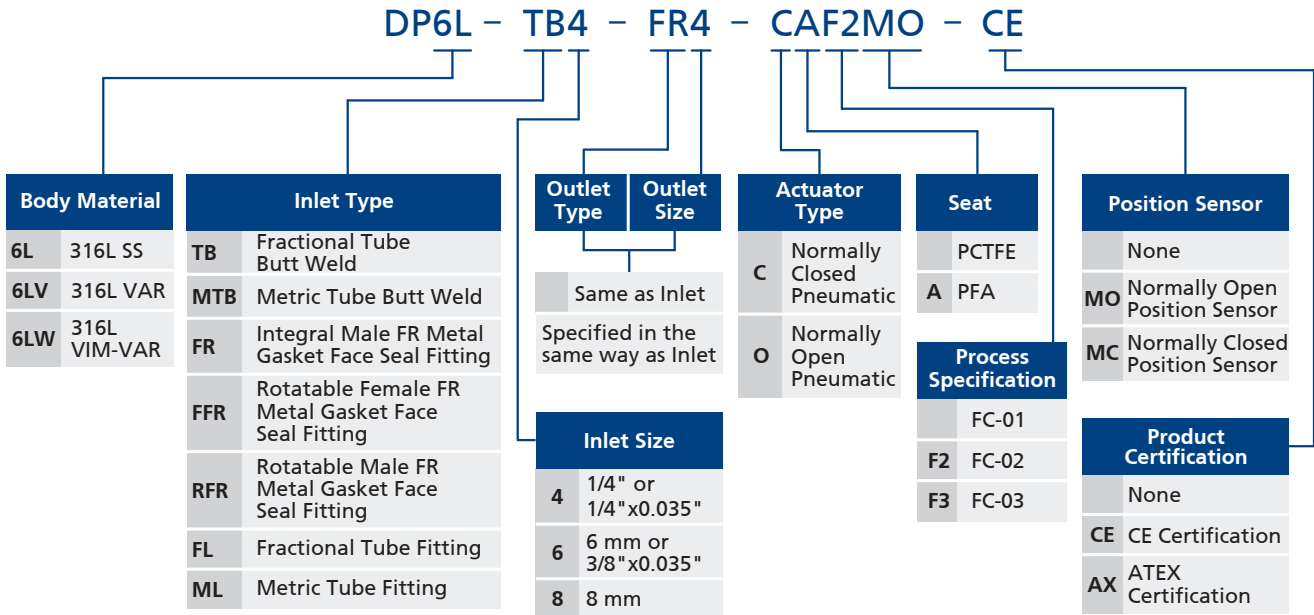 DP6L – TB4 – FR4 – CAF2MO – CE
Body Material
6L 316L SS
6LV 316L VAR
6LW 316L
VIM-VAR
Inlet Type
TB Fractional Tube
Butt Weld
MTB Metric Tube Butt Weld
FR Integral Male FR Metal
Gasket Face Seal Fitting
FFR Rotatable Female FR
Metal Gasket Face
Seal Fitting
RFR Rotatable Male FR
Metal Gasket Face
Seal Fitting
FL Fractional Tube Fitting
ML Metric Tube Fitting
Outlet
Type
Outlet
Size
Same as Inlet
Specified in the
same way as Inlet
Inlet Size
4 1/4" or
1/4"x0.035"
6 6 mm or
3/8"x0.035"
8 8 mm
Actuator
Type
C Normally
Closed
Pneumatic
O Normally
Open
Pneumatic
Seat
PCTFE
A PFA
Process
Specification
FC-01
F2 FC-02
F3 FC-03
Position Sensor
None
MO Normally Open
Position Sensor
MC Normally Closed
Position Sensor
Product
Certification
None
CE CE Certification
AX ATEX
Certification